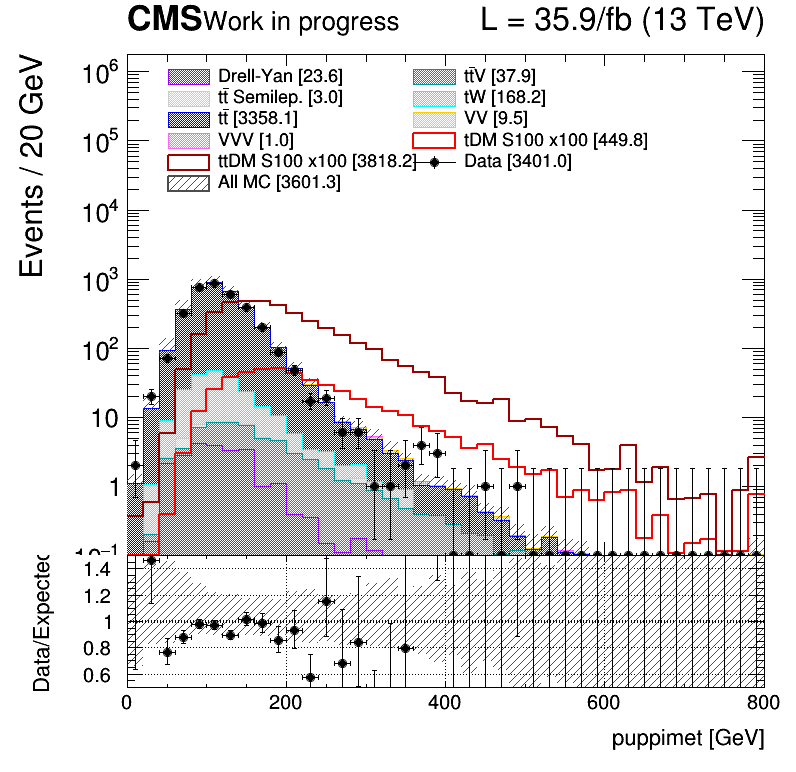 CMS Work in progress L = 35.9/fb (13 TeV)
Events / 20 GeV
10⁶
10⁵
10⁴
10³
10²
10
1
10⁻¹
Drell-Yan [23.6]
tt̄V [37.9]
tt̄ Semilep. [3.0]
tW [168.2]
tt̄ [3358.1]
VV [9.5]
VVV [1.0]
tDM S100 x100 [449.8]
ttDM S100 x100 [3818.2]
Data [3401.0]
All MC [3601.3]
Data/Expected
1.4
1.2
1
0.8
0.6
0 200 400 600 800
puppimet [GeV]